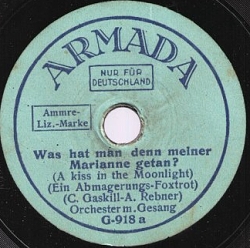 ARMADA
NUR FÜR
DEUTSCHLAND
Ammre-
Liz.-Marke
Was hat man denn meiner
Marianne getan?
(A kiss in the Moonlight)
(Ein Abmagerungs-Foxtrot)
(C. Gaskill-A. Rebner)
Orchester m. Gesang
G-918 a